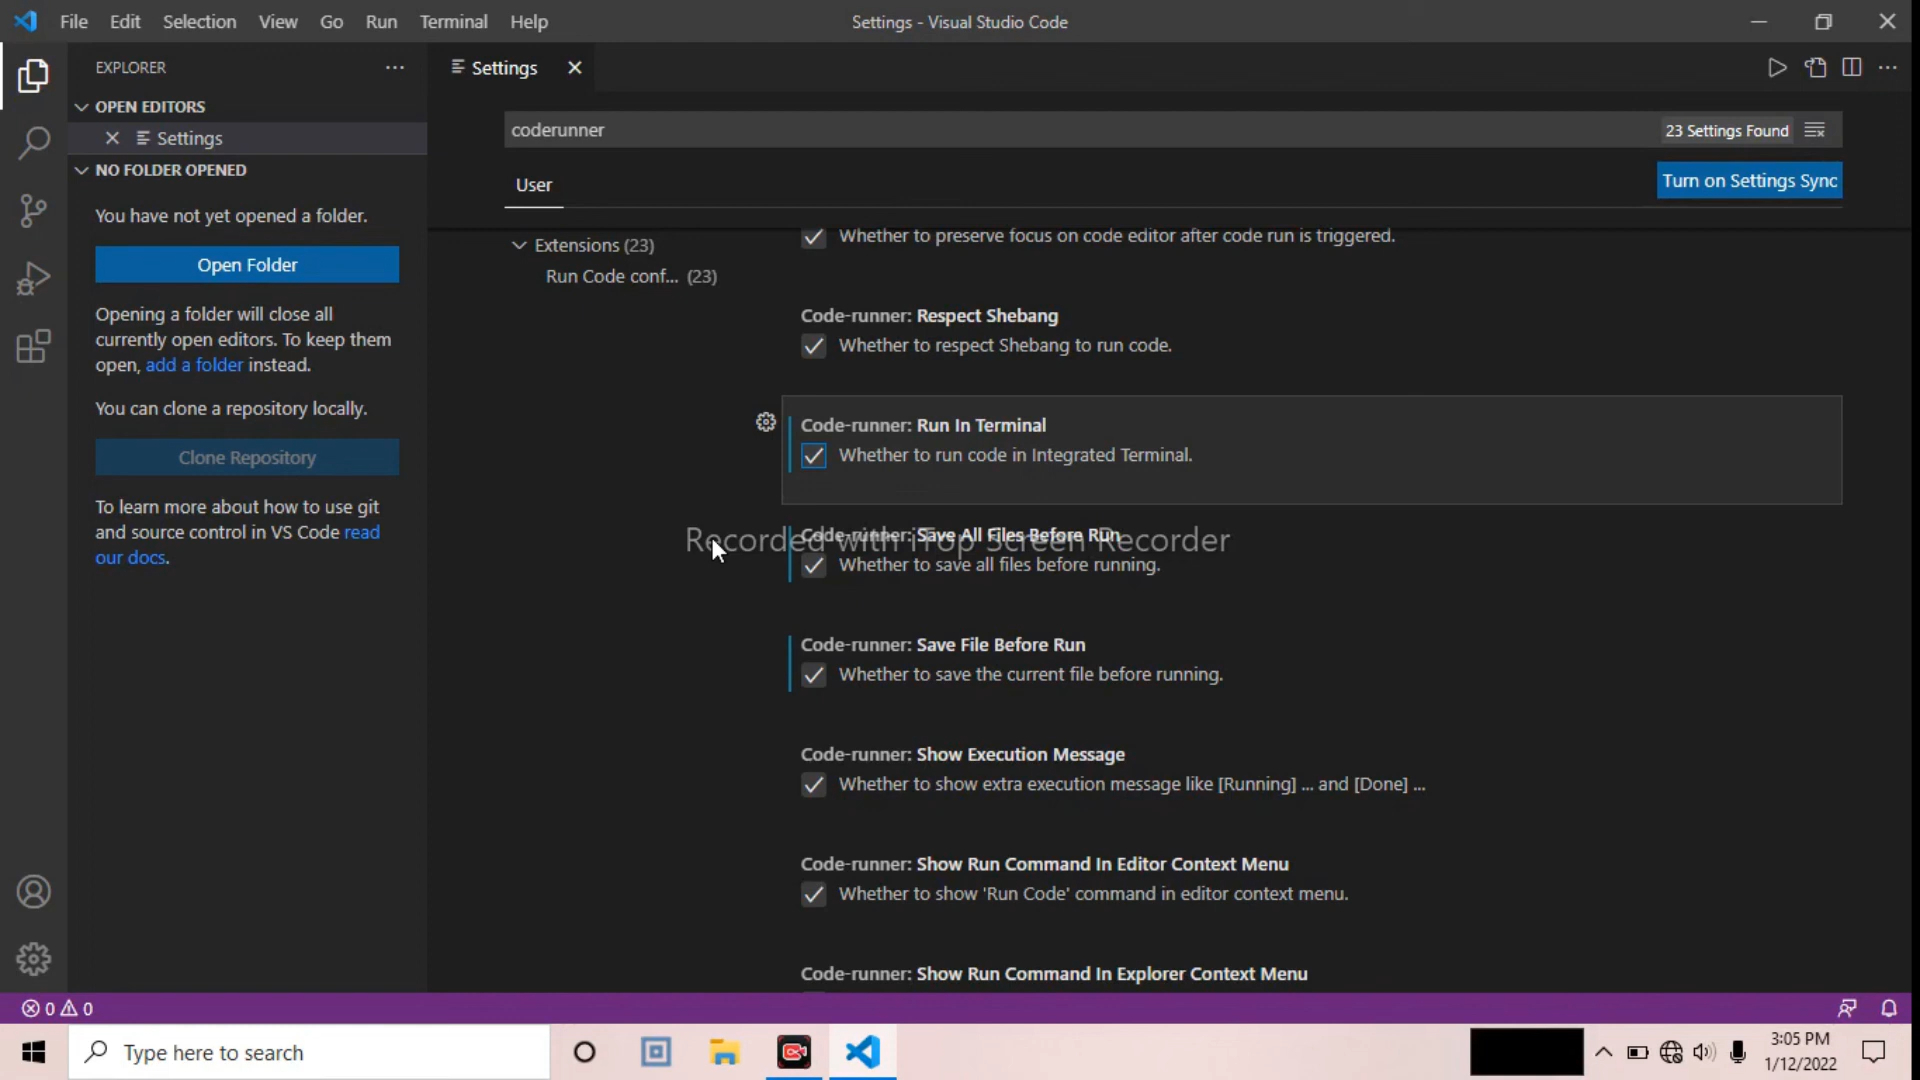 File Edit Selection View Go Run Terminal Help
Settings - Visual Studio Code
EXPLORER
OPEN EDITORS
Settings
NO FOLDER OPENED
You have not yet opened a folder.
Open Folder
Opening a folder will close all
currently open editors. To keep them
open, add a folder instead.
You can clone a repository locally.
Clone Repository
To learn more about how to use git
and source control in VS Code read
our docs.
Settings
coderunner
23 Settings Found
User
Turn on Settings Sync
Extensions (23)
Run Code conf... (23)
Whether to preserve focus on code editor after code run is triggered.
Code-runner: Respect Shebang
Whether to respect Shebang to run code.
Code-runner: Run In Terminal
Whether to run code in Integrated Terminal.
Recorded with iTop Screen Recorder
Code-runner: Save All Files Before Run
Whether to save all files before running.
Code-runner: Save File Before Run
Whether to save the current file before running.
Code-runner: Show Execution Message
Whether to show extra execution message like [Running] ... and [Done] ...
Code-runner: Show Run Command In Editor Context Menu
Whether to show 'Run Code' command in editor context menu.
Code-runner: Show Run Command In Explorer Context Menu
0 0
Type here to search
3:05 PM
1/12/2022